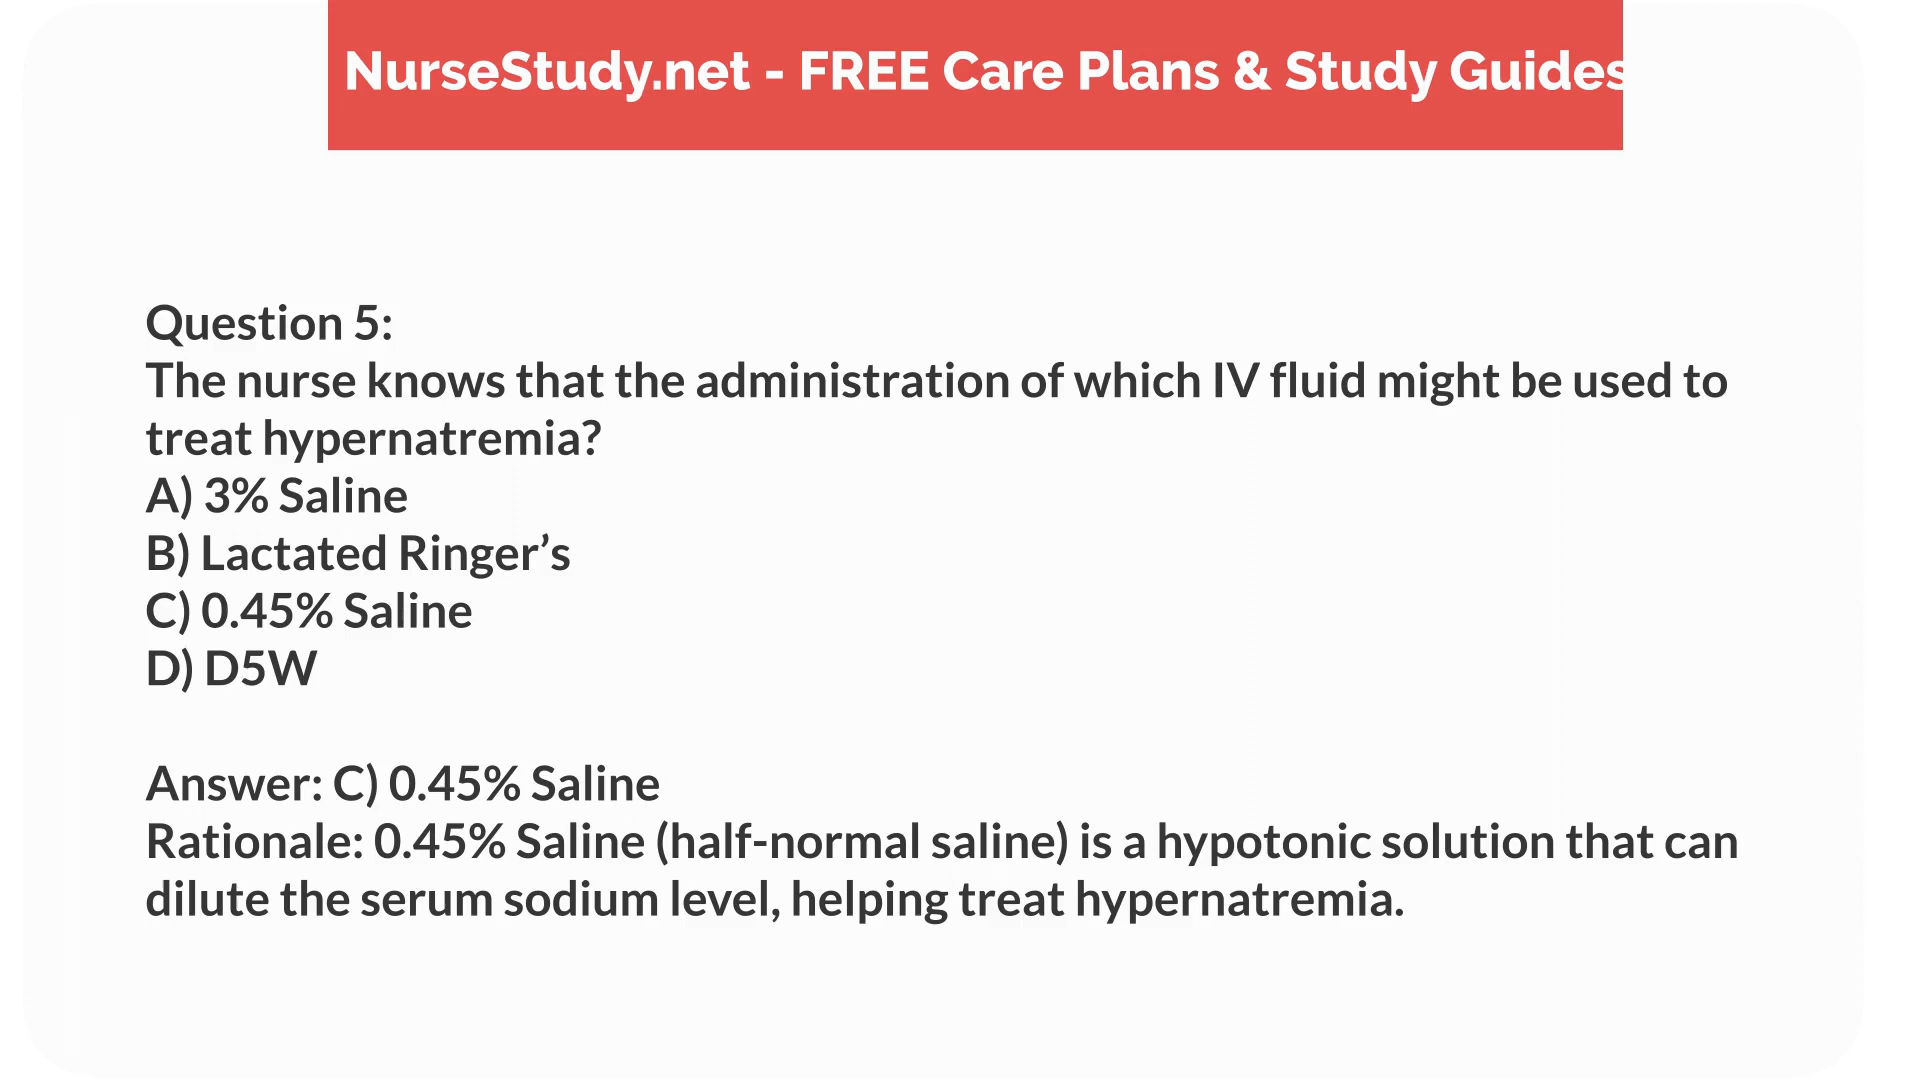 NurseStudy.net - FREE Care Plans & Study Guides
Question 5:
The nurse knows that the administration of which IV fluid might be used to
treat hypernatremia?
A) 3% Saline
B) Lactated Ringer’s
C) 0.45% Saline
D) D5W
Answer: C) 0.45% Saline
Rationale: 0.45% Saline (half-normal saline) is a hypotonic solution that can
dilute the serum sodium level, helping treat hypernatremia.